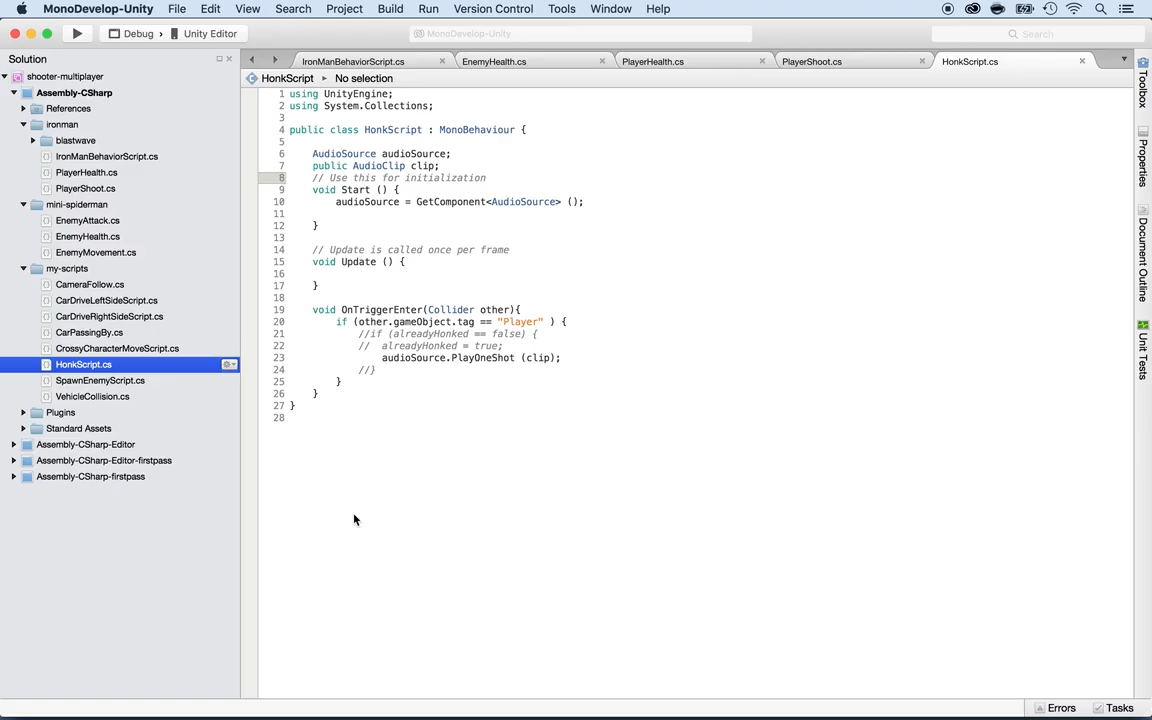 MonoDevelop-Unity File Edit View Search Project Build Run Version Control Tools Window Help
Debug › Unity Editor
MonoDevelop-Unity
Search
Solution
IronManBehaviorScript.cs
EnemyHealth.cs
PlayerHealth.cs
PlayerShoot.cs
HonkScript.cs
shooter-multiplayer
Assembly-CSharp
References
ironman
blastwave
IronManBehaviorScript.cs
PlayerHealth.cs
PlayerShoot.cs
mini-spiderman
EnemyAttack.cs
EnemyHealth.cs
EnemyMovement.cs
my-scripts
CameraFollow.cs
CarDriveLeftSideScript.cs
CarDriveRightSideScript.cs
CarPassingBy.cs
CrossyCharacterMoveScript.cs
HonkScript.cs
SpawnEnemyScript.cs
VehicleCollision.cs
Plugins
Standard Assets
Assembly-CSharp-Editor
Assembly-CSharp-Editor-firstpass
Assembly-CSharp-firstpass
HonkScript No selection
1 using UnityEngine;
2 using System.Collections;
3
4 public class HonkScript : MonoBehaviour {
5
6 AudioSource audioSource;
7 public AudioClip clip;
8 // Use this for initialization
9 void Start () {
10 audioSource = GetComponent<AudioSource> ();
11
12 }
13
14 // Update is called once per frame
15 void Update () {
16
17 }
18
19 void OnTriggerEnter(Collider other){
20 if (other.gameObject.tag == "Player" ) {
21 //if (alreadyHonked == false) {
22 // alreadyHonked = true;
23 audioSource.PlayOneShot (clip);
24 //}
25 }
26 }
27 }
28
Toolbox
Properties
Document Outline
Unit Tests
Errors Tasks